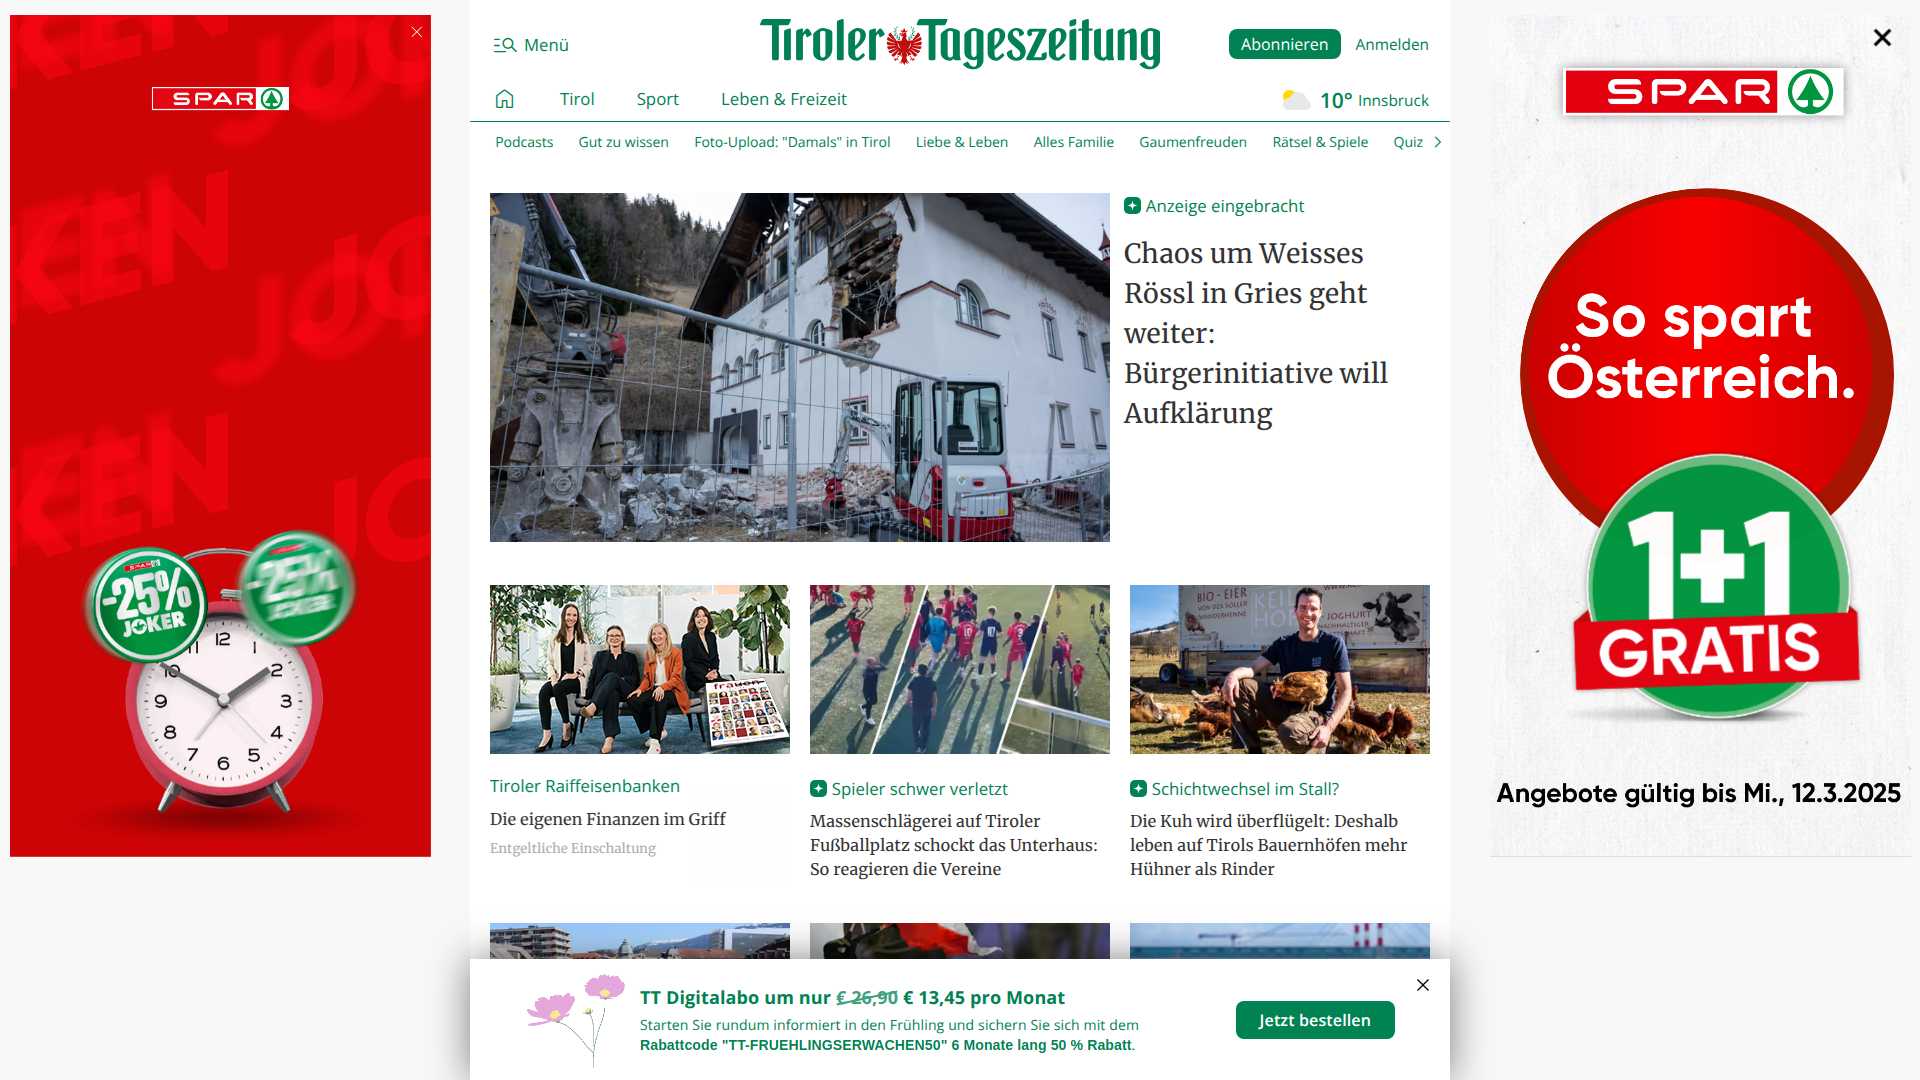 Menü
Tiroler Tageszeitung
Abonnieren
Anmelden
Tirol
Sport
Leben & Freizeit
10° Innsbruck
Podcasts
Gut zu wissen
Foto-Upload: "Damals" in Tirol
Liebe & Leben
Alles Familie
Gaumenfreuden
Rätsel & Spiele
Quiz
SPAR
JOKER
-25%
JOKER
-25%
JOKER
12
1
2
3
4
5
6
7
8
9
10
11
Anzeige eingebracht
Chaos um Weisses
Rössl in Gries geht
weiter:
Bürgerinitiative will
Aufklärung
frauen
Tiroler Raiffeisenbanken
Die eigenen Finanzen im Griff
Entgeltliche Einschaltung
Spieler schwer verletzt
Massenschlägerei auf Tiroler
Fußballplatz schockt das Unterhaus:
So reagieren die Vereine
BIO - EIER
JOGHURT
Schichtwechsel im Stall?
Die Kuh wird überflügelt: Deshalb
leben auf Tirols Bauernhöfen mehr
Hühner als Rinder
TT Digitalabo um nur € 26,90 € 13,45 pro Monat
Starten Sie rundum informiert in den Frühling und sichern Sie sich mit dem
Rabattcode "TT-FRUEHLINGSERWACHEN50" 6 Monate lang 50 % Rabatt.
Jetzt bestellen
SPAR
So spart
Österreich.
1+1
GRATIS
Angebote gültig bis Mi., 12.3.2025